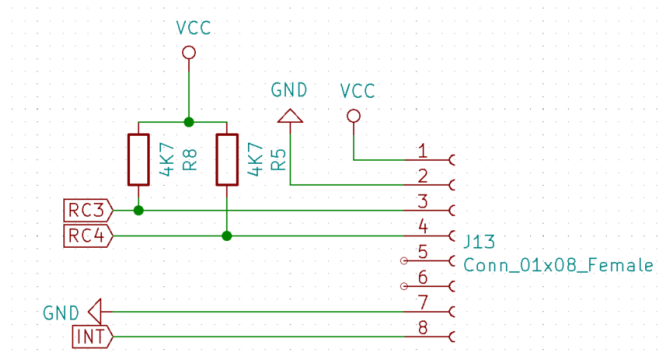 VCC
GND
VCC
4K7
R8
4K7
R5
1
2
RC3
3
RC4
4
J13
5
Conn_01x08_Female
6
GND
7
INT
8